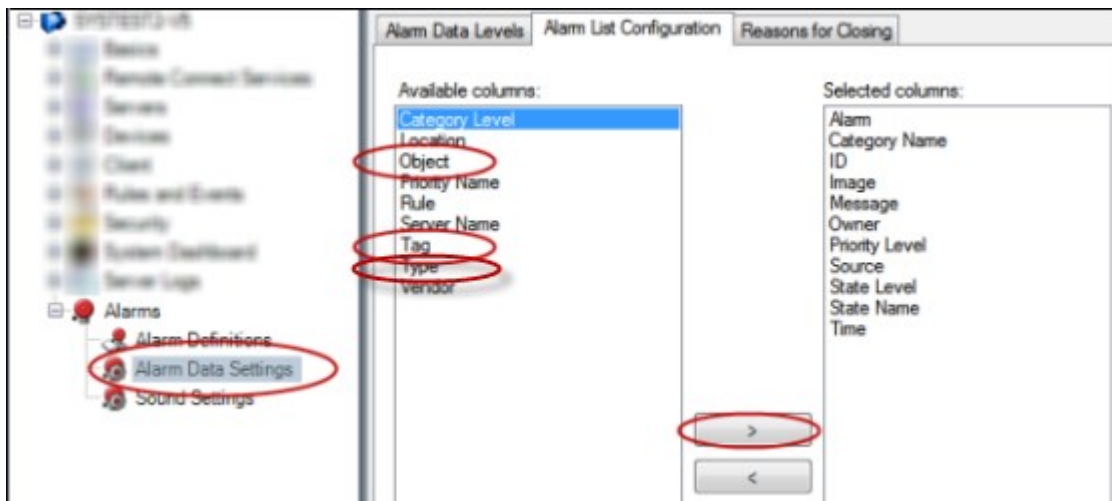 Alarms
Alarm Definitions
Alarm Data Settings
Sound Settings
Alarm Data Levels
Alarm List Configuration
Reasons for Closing
Available columns:
Category Level
Location
Object
Priority Name
Rule
Server Name
Tag
Type
Vendor
>
<
Selected columns:
Alarm
Category Name
ID
Image
Message
Owner
Priority Level
Source
State Level
State Name
Time